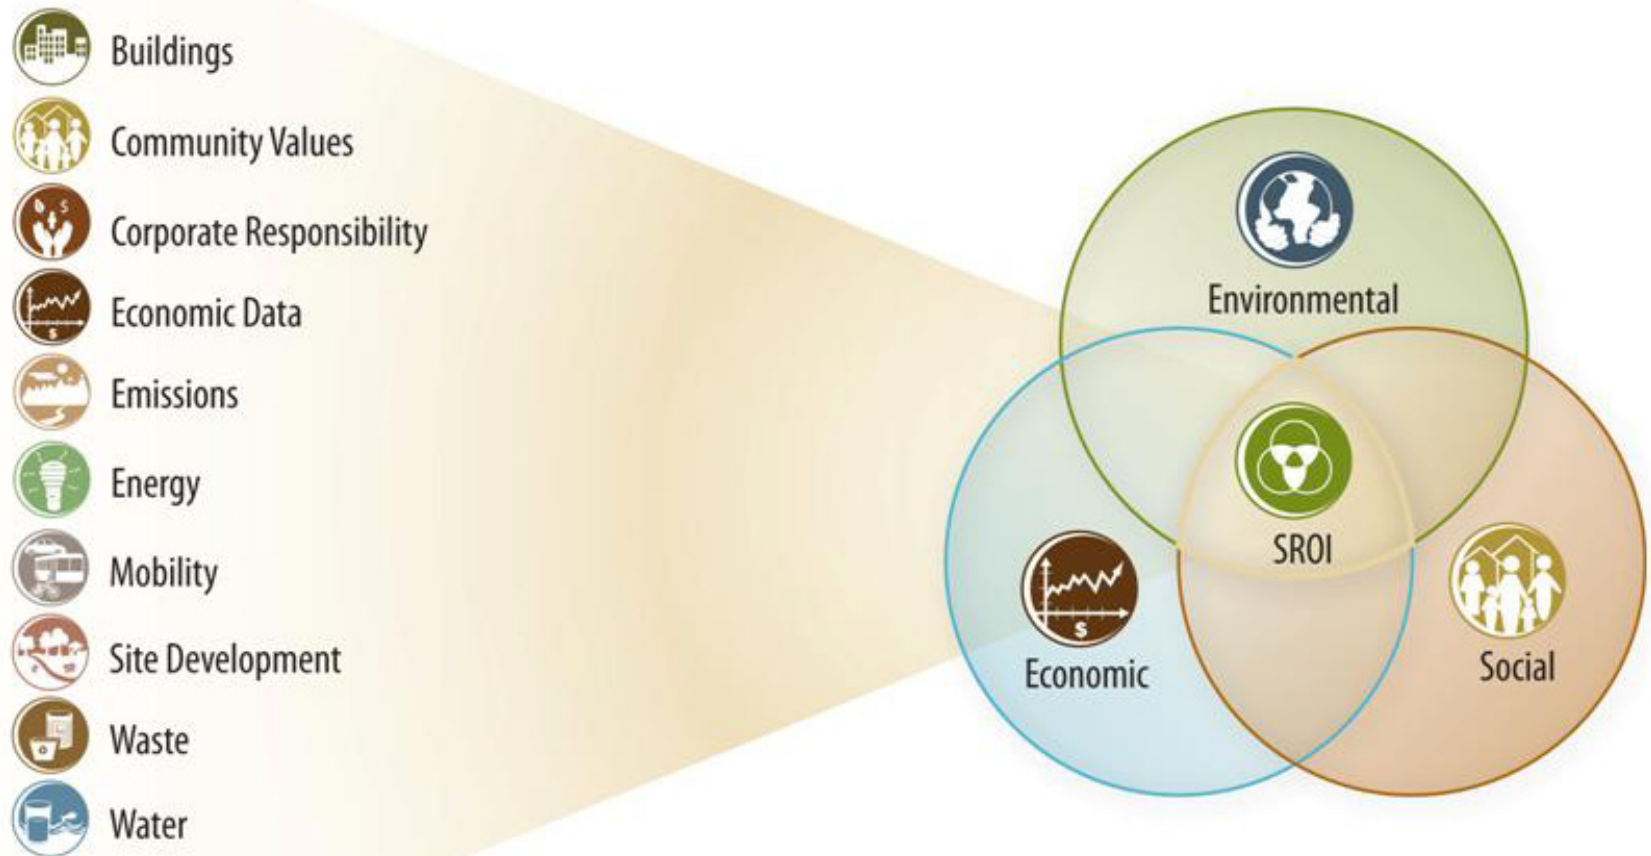 Buildings
Community Values
Corporate Responsibility
$
Economic Data
$
Emissions
Energy
Mobility
Site Development
Waste
Water
Environmental
SROI
$
Economic
Social